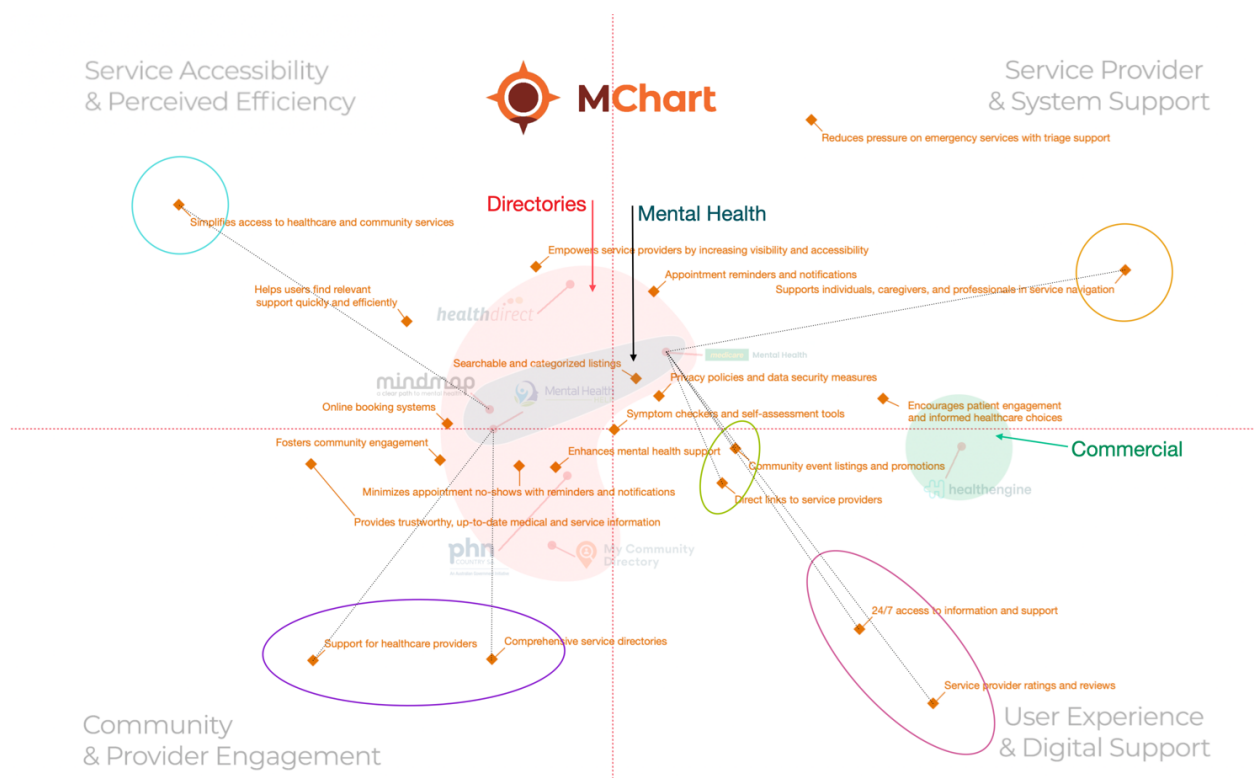 Service Accessibility
& Perceived Efficiency
MChart
Service Provider
& System Support
Reduces pressure on emergency services with triage support
Directories
Mental Health
Simplifies access to healthcare and community services
Empowers service providers by increasing visibility and accessibility
Appointment reminders and notifications
Helps users find relevant
support quickly and efficiently
Supports individuals, caregivers, and professionals in service navigation
healthdirect
Searchable and categorized listings
medicare Mental Health
mindmap
a clear path to mental health
Mental Health
Privacy policies and data security measures
Online booking systems
Symptom checkers and self-assessment tools
Encourages patient engagement
and informed healthcare choices
Fosters community engagement
Enhances mental health support
Commercial
Community event listings and promotions
Minimizes appointment no-shows with reminders and notifications
Direct links to service providers
healthengine
Provides trustworthy, up-to-date medical and service information
phn
COUNTRY SA
My Community
Directory
24/7 access to information and support
Support for healthcare providers
Comprehensive service directories
Service provider ratings and reviews
Community
& Provider Engagement
User Experience
& Digital Support